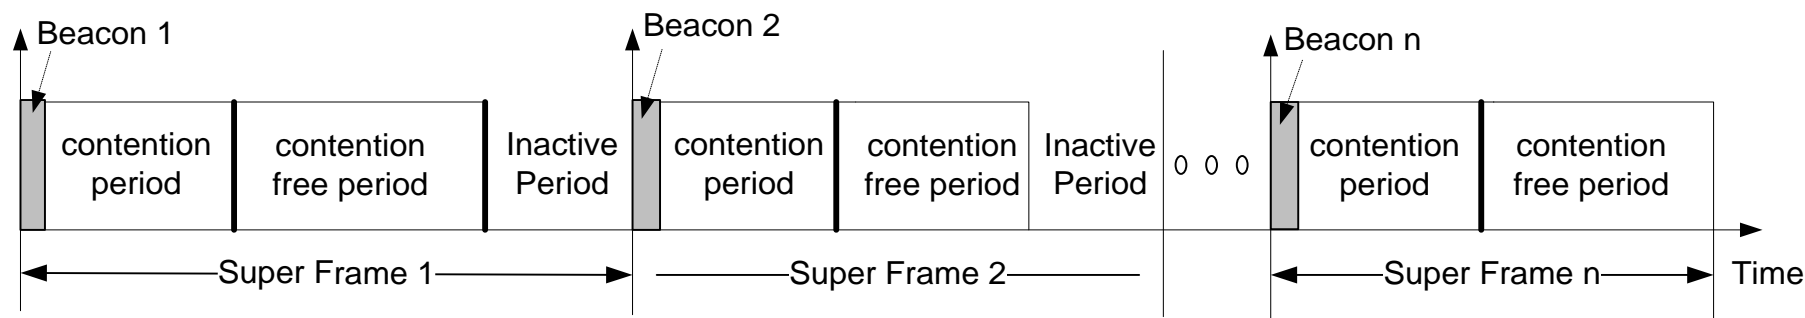 Beacon 1
Beacon 2
Beacon n
contention
period
contention
free period
Inactive
Period
contention
period
contention
free period
Inactive
Period
contention
period
contention
free period
Super Frame 1
Super Frame 2
Super Frame n
Time